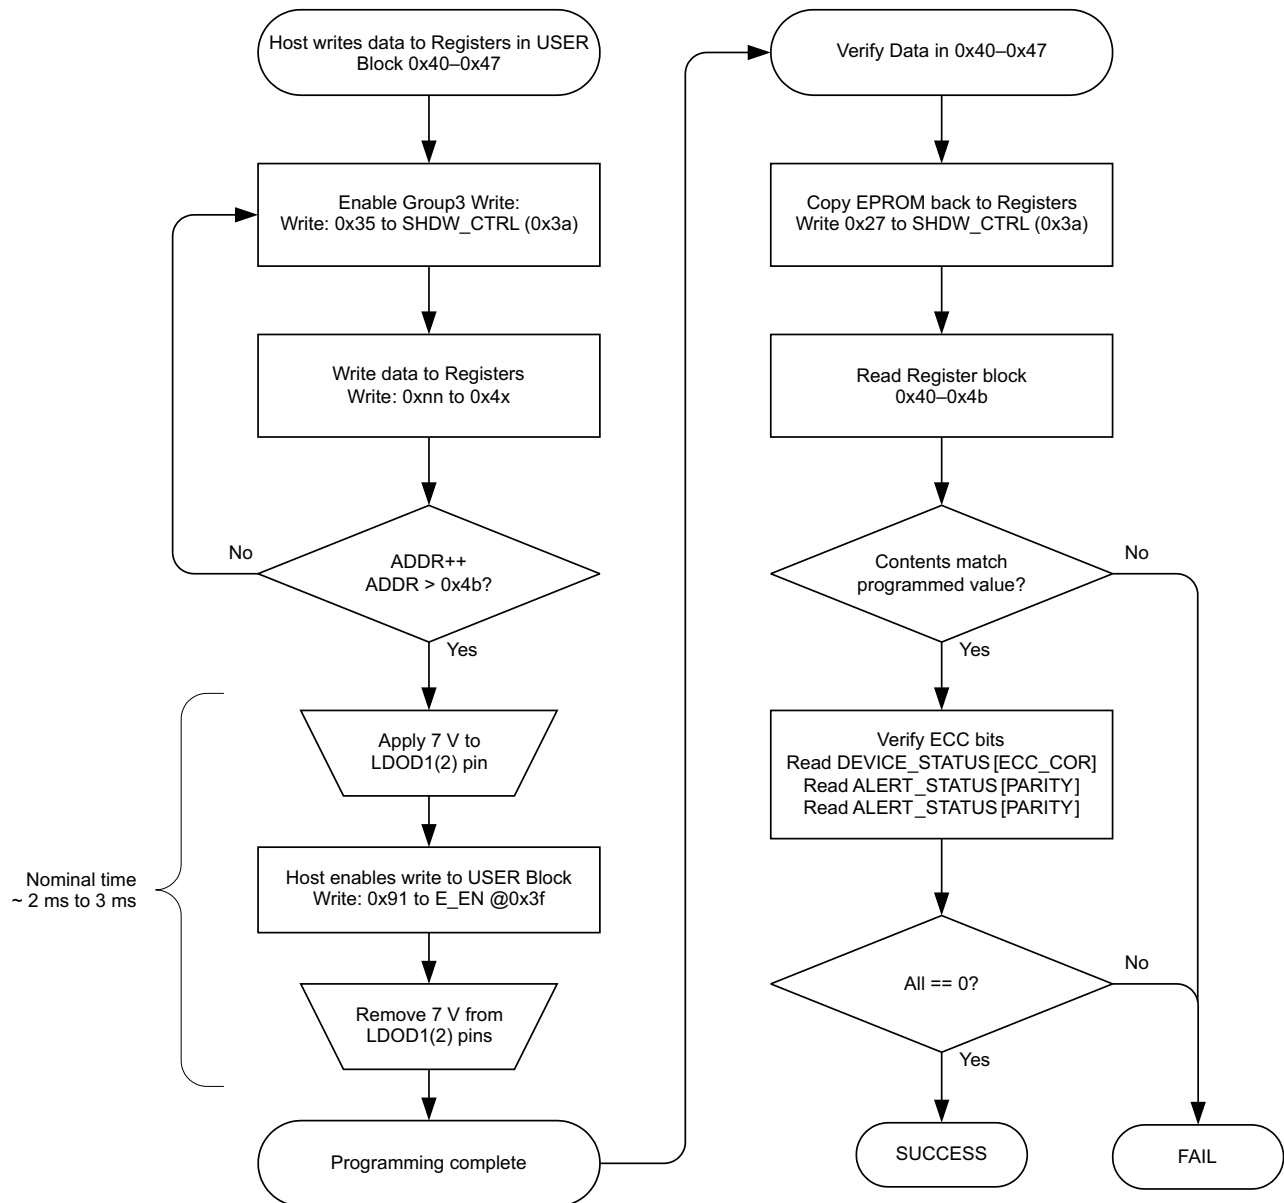 Host writes data to Registers in USER
Block 0x40–0x47
Enable Group3 Write:
Write: 0x35 to SHDW_CTRL (0x3a)
Write data to Registers
Write: 0xnn to 0x4x
No
ADDR++
ADDR > 0x4b?
Yes
Apply 7 V to
LDOD1(2) pin
Nominal time
~ 2 ms to 3 ms
Host enables write to USER Block
Write: 0x91 to E_EN @0x3f
Remove 7 V from
LDOD1(2) pins
Programming complete
Verify Data in 0x40–0x47
Copy EPROM back to Registers
Write 0x27 to SHDW_CTRL (0x3a)
Read Register block
0x40–0x4b
Contents match
programmed value?
No
Yes
Verify ECC bits
Read DEVICE_STATUS [ECC_COR]
Read ALERT_STATUS [PARITY]
Read ALERT_STATUS [PARITY]
All == 0?
No
Yes
SUCCESS
FAIL